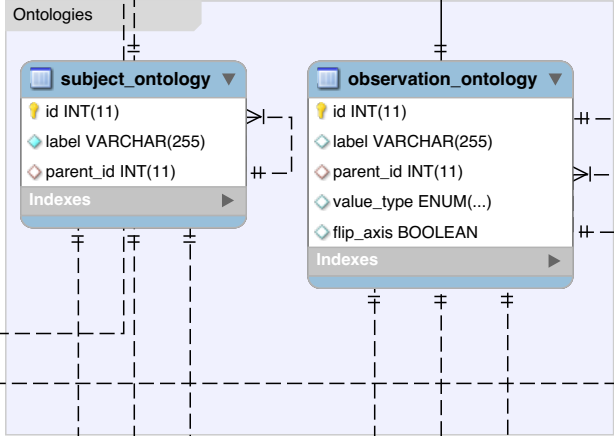 Ontologies
subject_ontology
id INT(11)
label VARCHAR(255)
parent_id INT(11)
Indexes
observation_ontology
id INT(11)
label VARCHAR(255)
parent_id INT(11)
value_type ENUM(...)
flip_axis BOOLEAN
Indexes